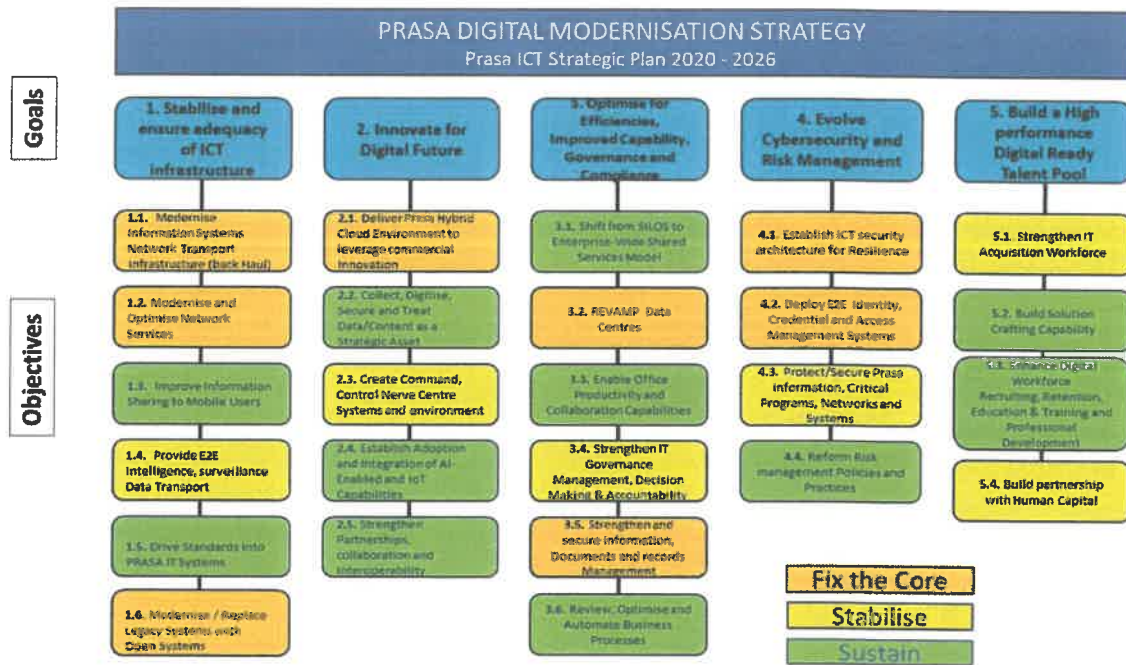 PRASA DIGITAL MODERNISATION STRATEGY
Prasa ICT Strategic Plan 2020 - 2026
Goals
1. Stabilise and
ensure adequacy
of ICT
infrastructure
2. Innovate for
Digital Future
3. Optimise for
Efficiencies,
Improved Capability,
Governance and
Compliance
4. Evolve
Cybersecurity and
Risk Management
5. Build a High
performance
Digital Ready
Talent Pool
Objectives
1.1. Modernise
Information Systems
Network Transport
Infrastructure (back Haul)
1.2. Modernise and
Optimise Network
Services
1.3. Improve Information
Sharing to Mobile Users
1.4. Provide E2E
Intelligence, surveillance
Data Transport
1.5. Drive Standards into
PRASA IT Systems
1.6. Modernise / Replace
Legacy Systems with
Open Systems
2.1. Deliver Prasa Hybrid
Cloud Environment to
leverage commercial
Innovation
2.2. Collect, Digitise,
Secure and Treat
Data/Content as a
Strategic Asset
2.3. Create Command,
Control Nerve Centre
Systems and environment
2.4. Establish Adoption
and Integration of AI-
Enabled and IoT
Capabilities
2.5. Strengthen
Partnerships,
collaboration and
Interoperability
3.1. Shift from SILOS to
Enterprise-Wide Shared
Services Model
3.2. REVAMP Data
Centres
3.3. Enable Office
Productivity and
Collaboration Capabilities
3.4. Strengthen IT
Governance
Management, Decision
Making & Accountability
3.5. Strengthen and
secure information,
Documents and records
Management
3.6. Review, Optimise and
Automate Business
Processes
4.1. Establish ICT security
architecture for Resilience
4.2. Deploy E2E Identity,
Credential and Access
Management Systems
4.3. Protect/Secure Prasa
information, Critical
Programs, Networks and
Systems
4.4. Reform Risk
management Policies and
Practices
5.1. Strengthen IT
Acquisition Workforce
5.2. Build Solution
Crafting Capability
5.3. Enhance Digital
Workforce
Recruiting, Retention,
Education & Training and
Professional
Development
5.4. Build partnership
with Human Capital
Fix the Core
Stabilise
Sustain